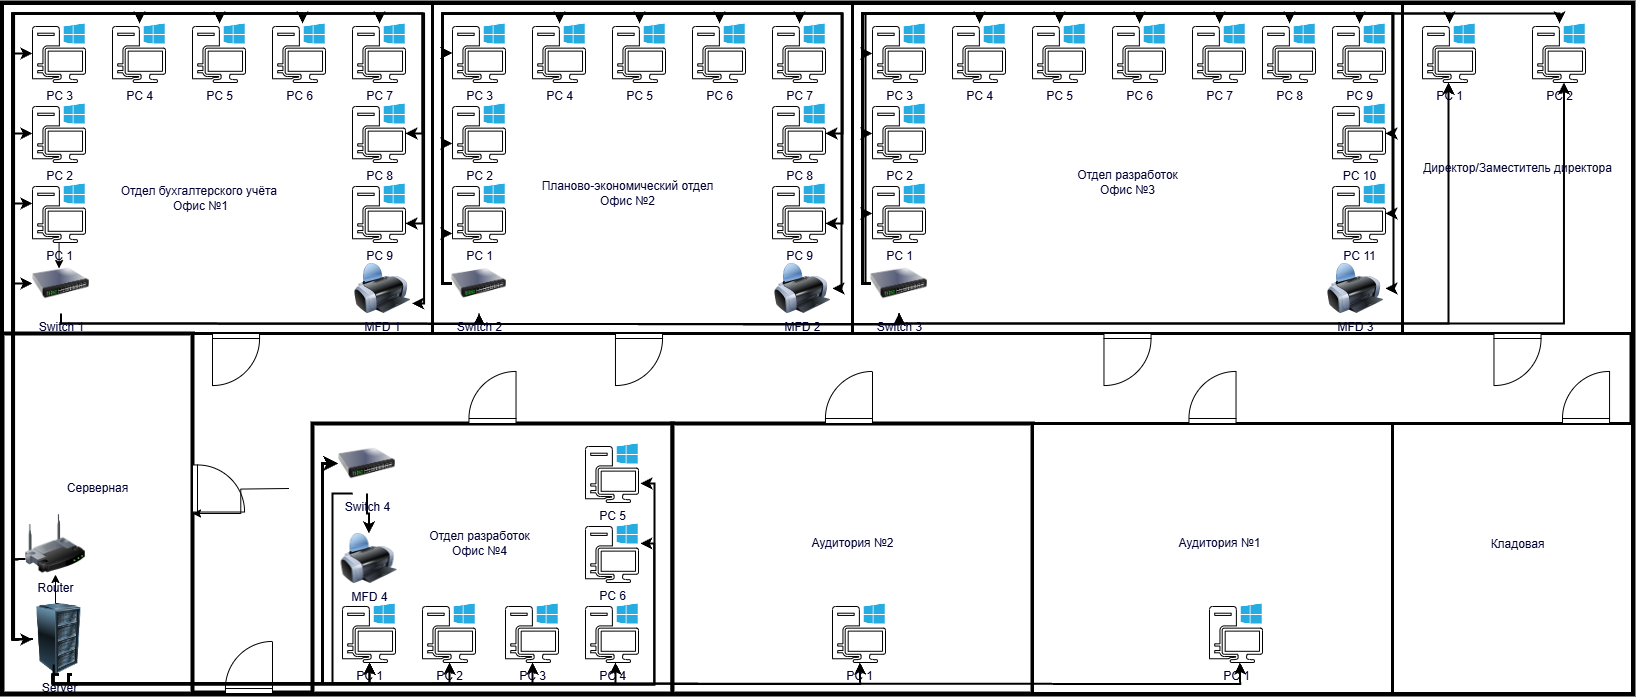 PC 3
PC 4
PC 5
PC 6
PC 7
PC 3
PC 4
PC 5
PC 6
PC 7
PC 3
PC 4
PC 5
PC 6
PC 7
PC 8
PC 9
PC 1
PC 2
PC 2
PC 8
PC 2
PC 8
PC 2
PC 10
Директор/Заместитель директора
Отдел бухгалтерского учёта
Офис №1
Планово-экономический отдел
Офис №2
Отдел разработок
Офис №3
PC 1
PC 9
PC 1
PC 9
PC 1
PC 11
Switch 1
MFD 1
Switch 2
MFD 2
Switch 3
MFD 3
Серверная
Switch 4
PC 5
Отдел разработок
Офис №4
Аудитория №2
Аудитория №1
Кладовая
Router
MFD 4
PC 6
PC 1
PC 2
PC 3
PC 4
PC 1
PC 1
Server